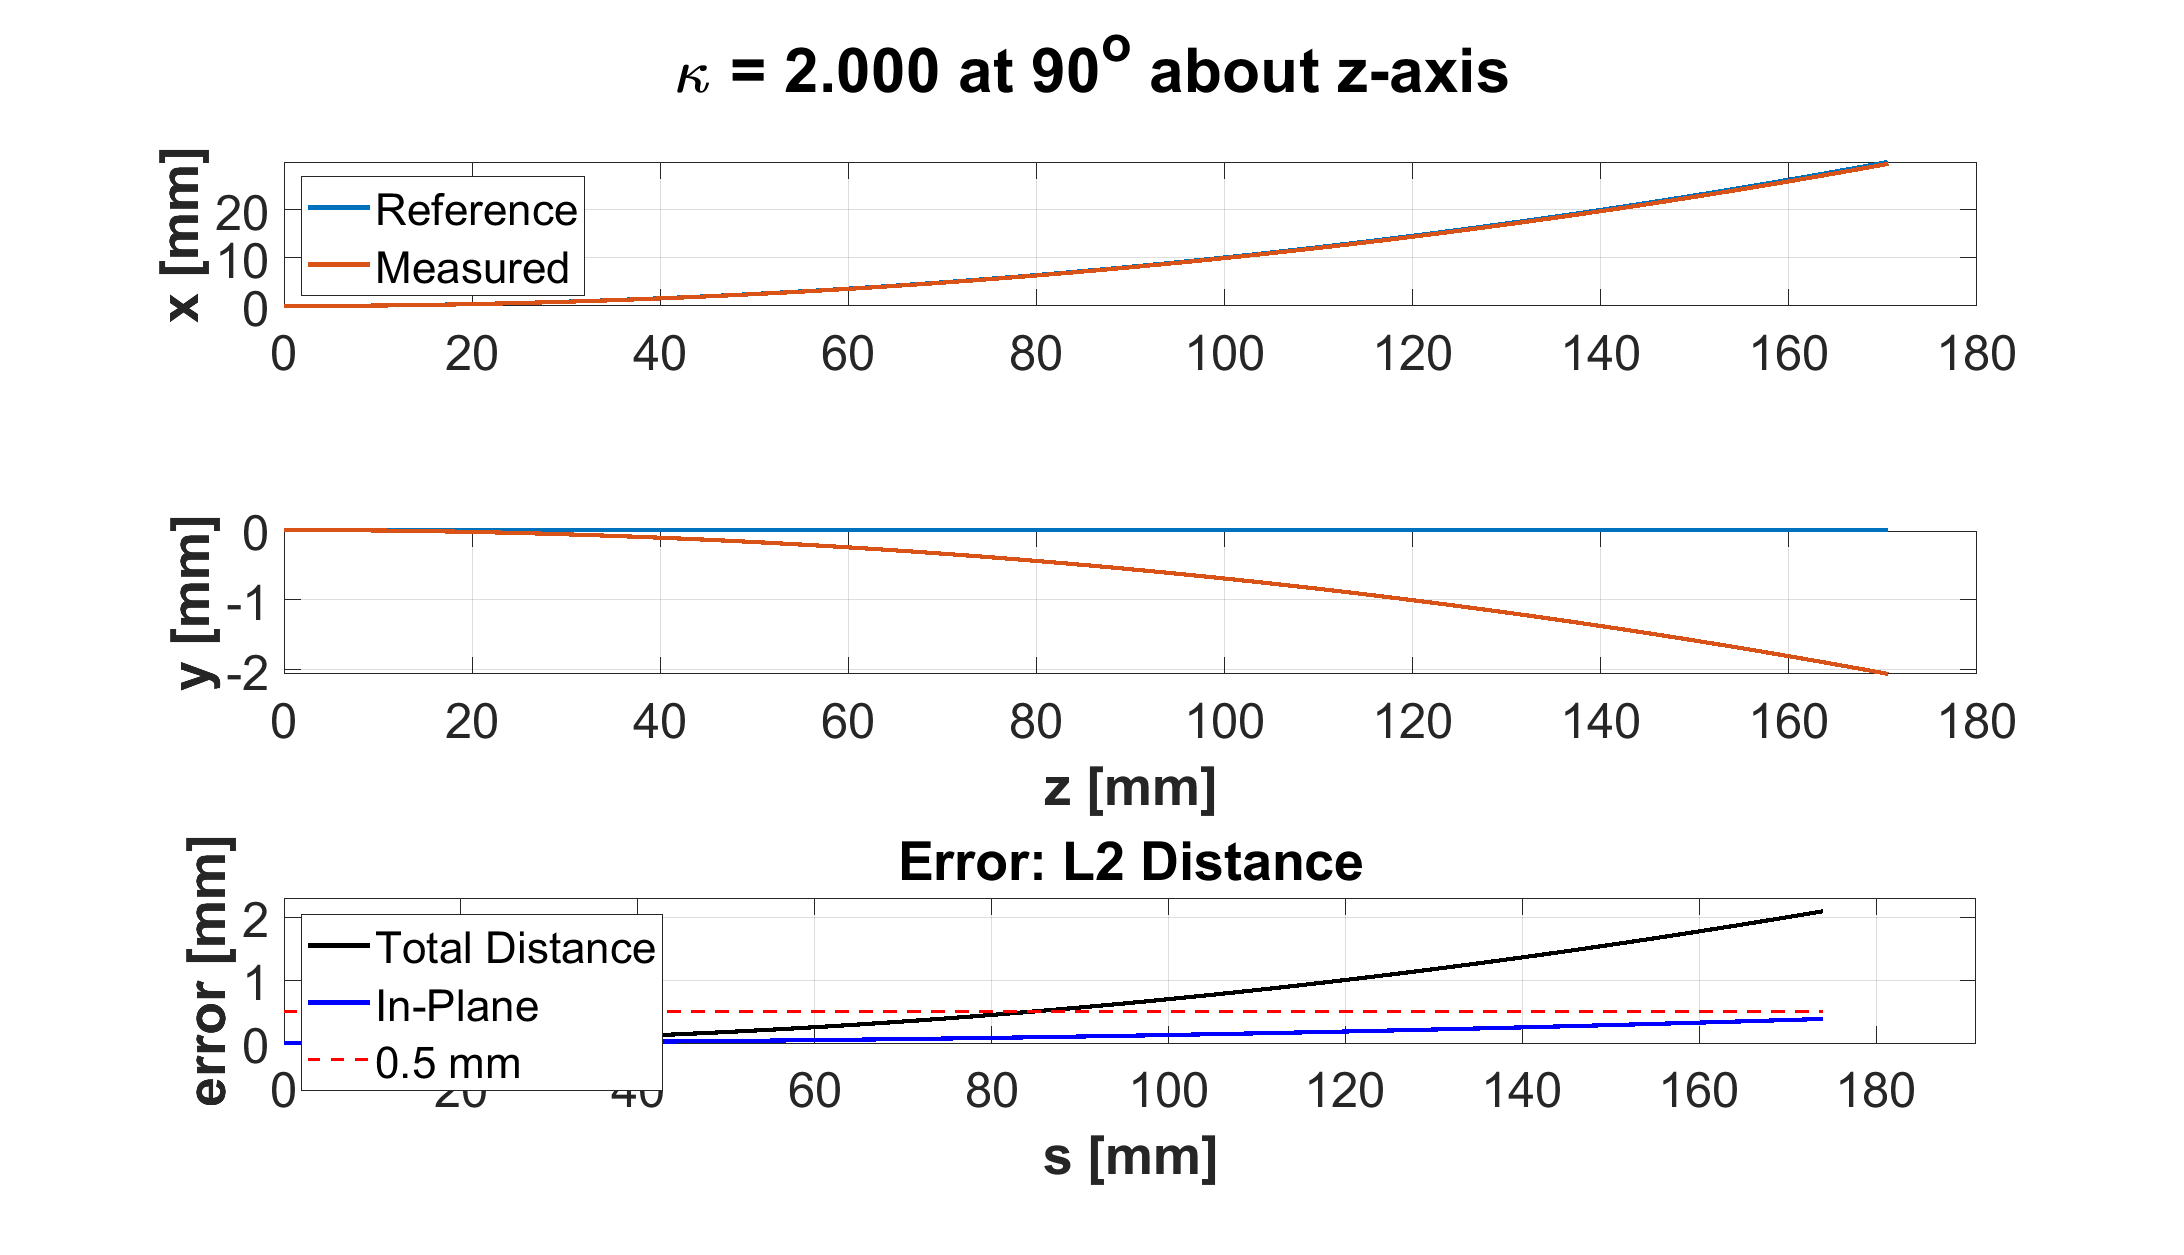 κ = 2.000 at 90° about z-axis
x [mm]
20
10
0
Reference
Measured
0 20 40 60 80 100 120 140 160 180
y [mm]
0
-1
-2
0 20 40 60 80 100 120 140 160 180
z [mm]
Error: L2 Distance
error [mm]
2
1
0
Total Distance
In-Plane
0.5 mm
0 20 40 60 80 100 120 140 160 180
s [mm]